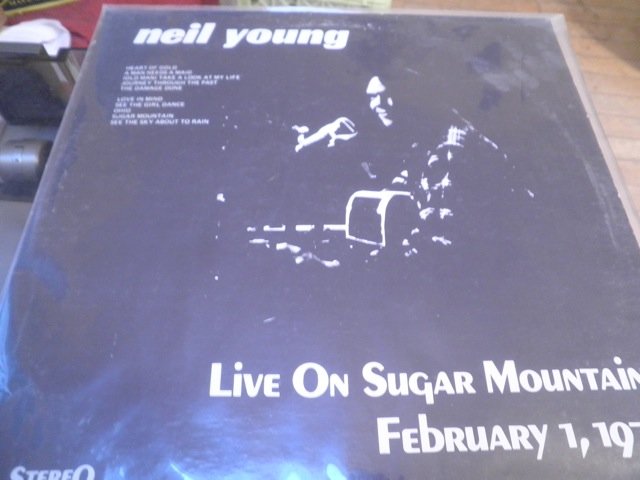 neil young
HEART OF GOLD
A MAN NEEDS A MAID
(OLD MAN) TAKE A LOOK AT MY LIFE
JOURNEY THROUGH THE PAST
THE DAMAGE DONE
LOVE IN MIND
SEE THE GIRL DANCE
OHIO
SUGAR MOUNTAIN
SEE THE SKY ABOUT TO RAIN
LIVE ON SUGAR MOUNTAIN
FEBRUARY 1, 197
STEREO